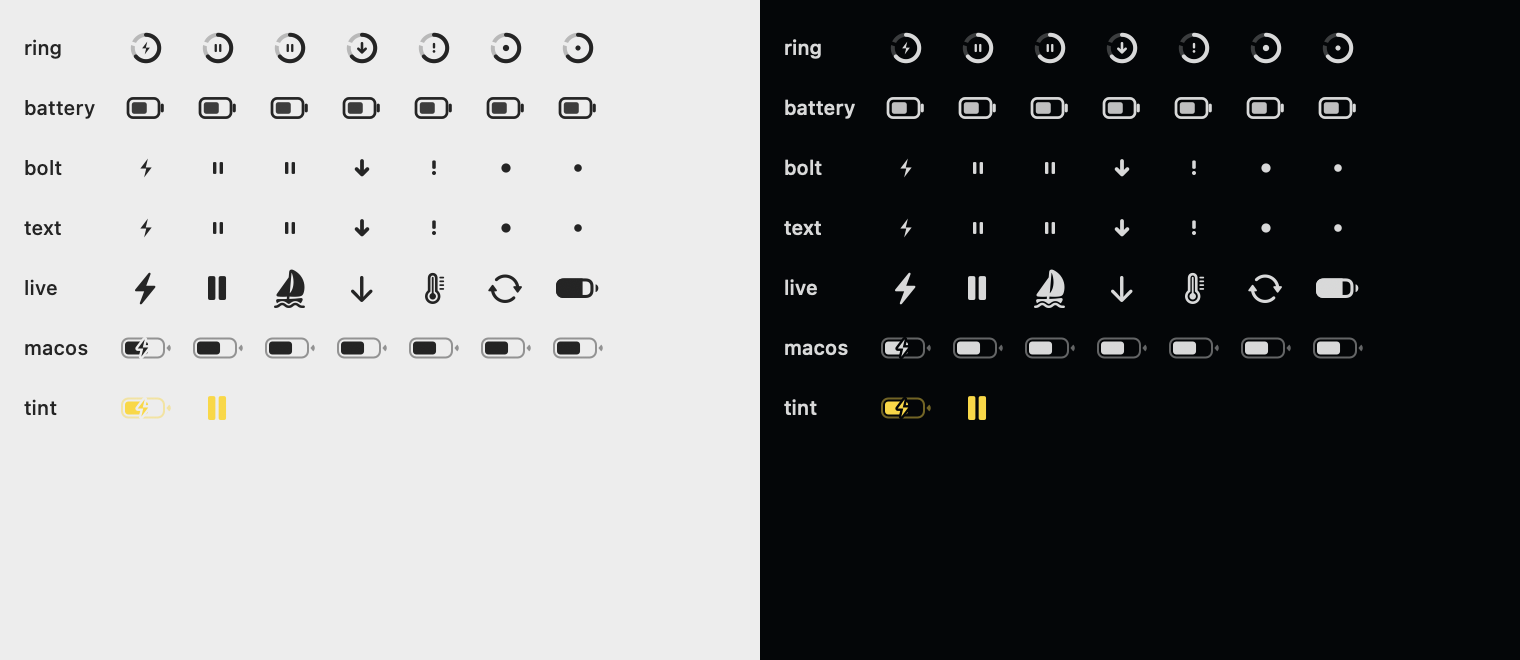 ring
battery
bolt
text
live
macos
tint
ring
battery
bolt
text
live
macos
tint